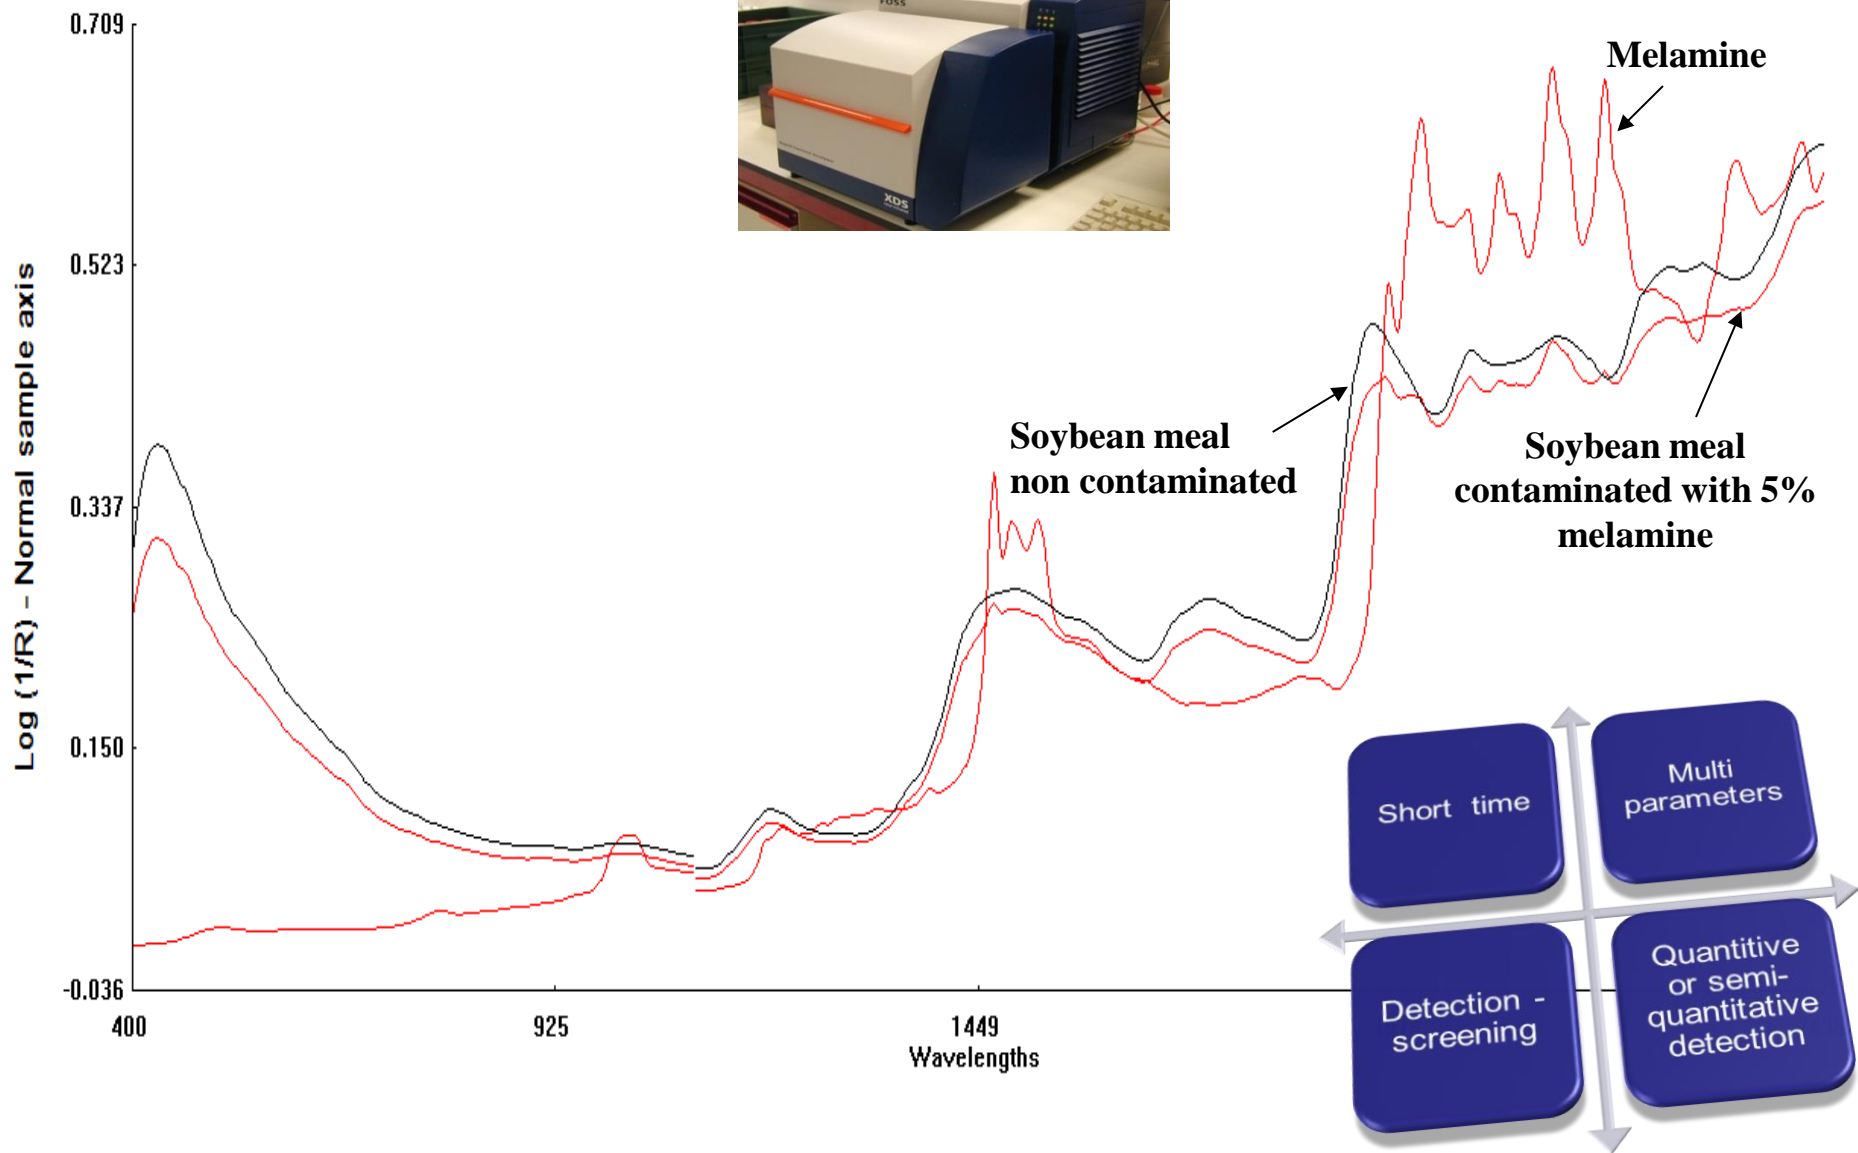 0.709
0.523
0.337
0.150
-0.036
Log (1/R) - Normal sample axis
400
925
1449
Wavelengths
FOSS
XDS
Melamine
Soybean meal
non contaminated
Soybean meal
contaminated with 5%
melamine
Short time
Multi
parameters
Detection -
screening
Quantitive
or semi-
quantitative
detection